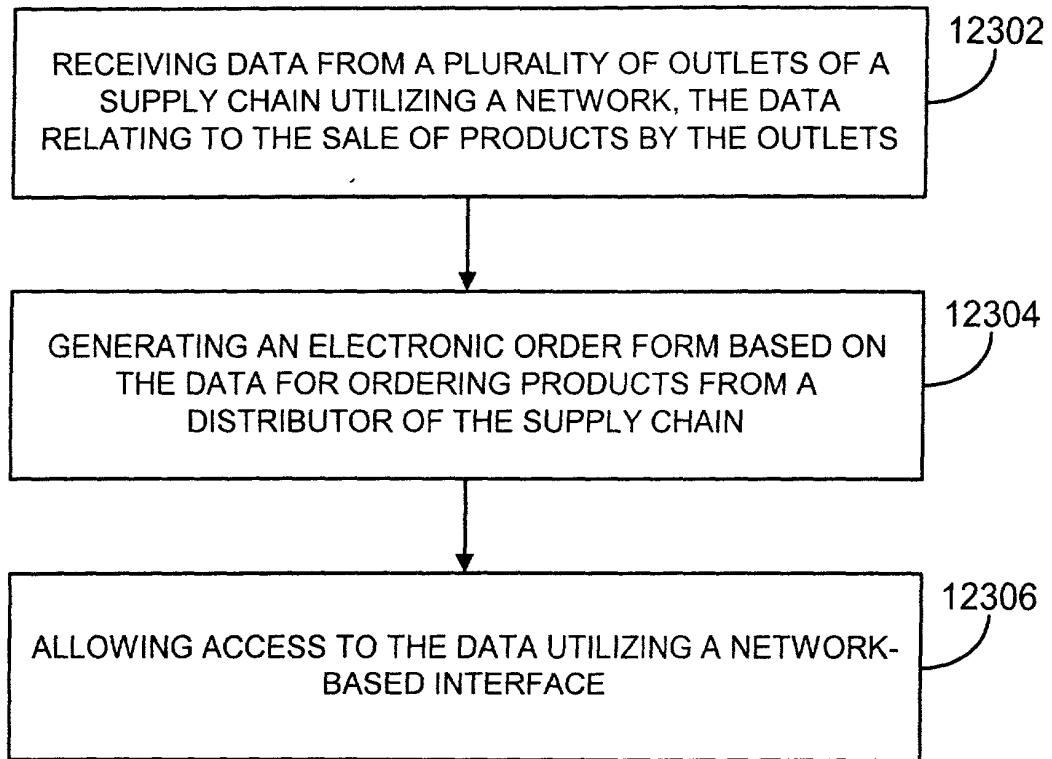 12302
RECEIVING DATA FROM A PLURALITY OF OUTLETS OF A
SUPPLY CHAIN UTILIZING A NETWORK, THE DATA
RELATING TO THE SALE OF PRODUCTS BY THE OUTLETS
12304
GENERATING AN ELECTRONIC ORDER FORM BASED ON
THE DATA FOR ORDERING PRODUCTS FROM A
DISTRIBUTOR OF THE SUPPLY CHAIN
12306
ALLOWING ACCESS TO THE DATA UTILIZING A NETWORK-
BASED INTERFACE